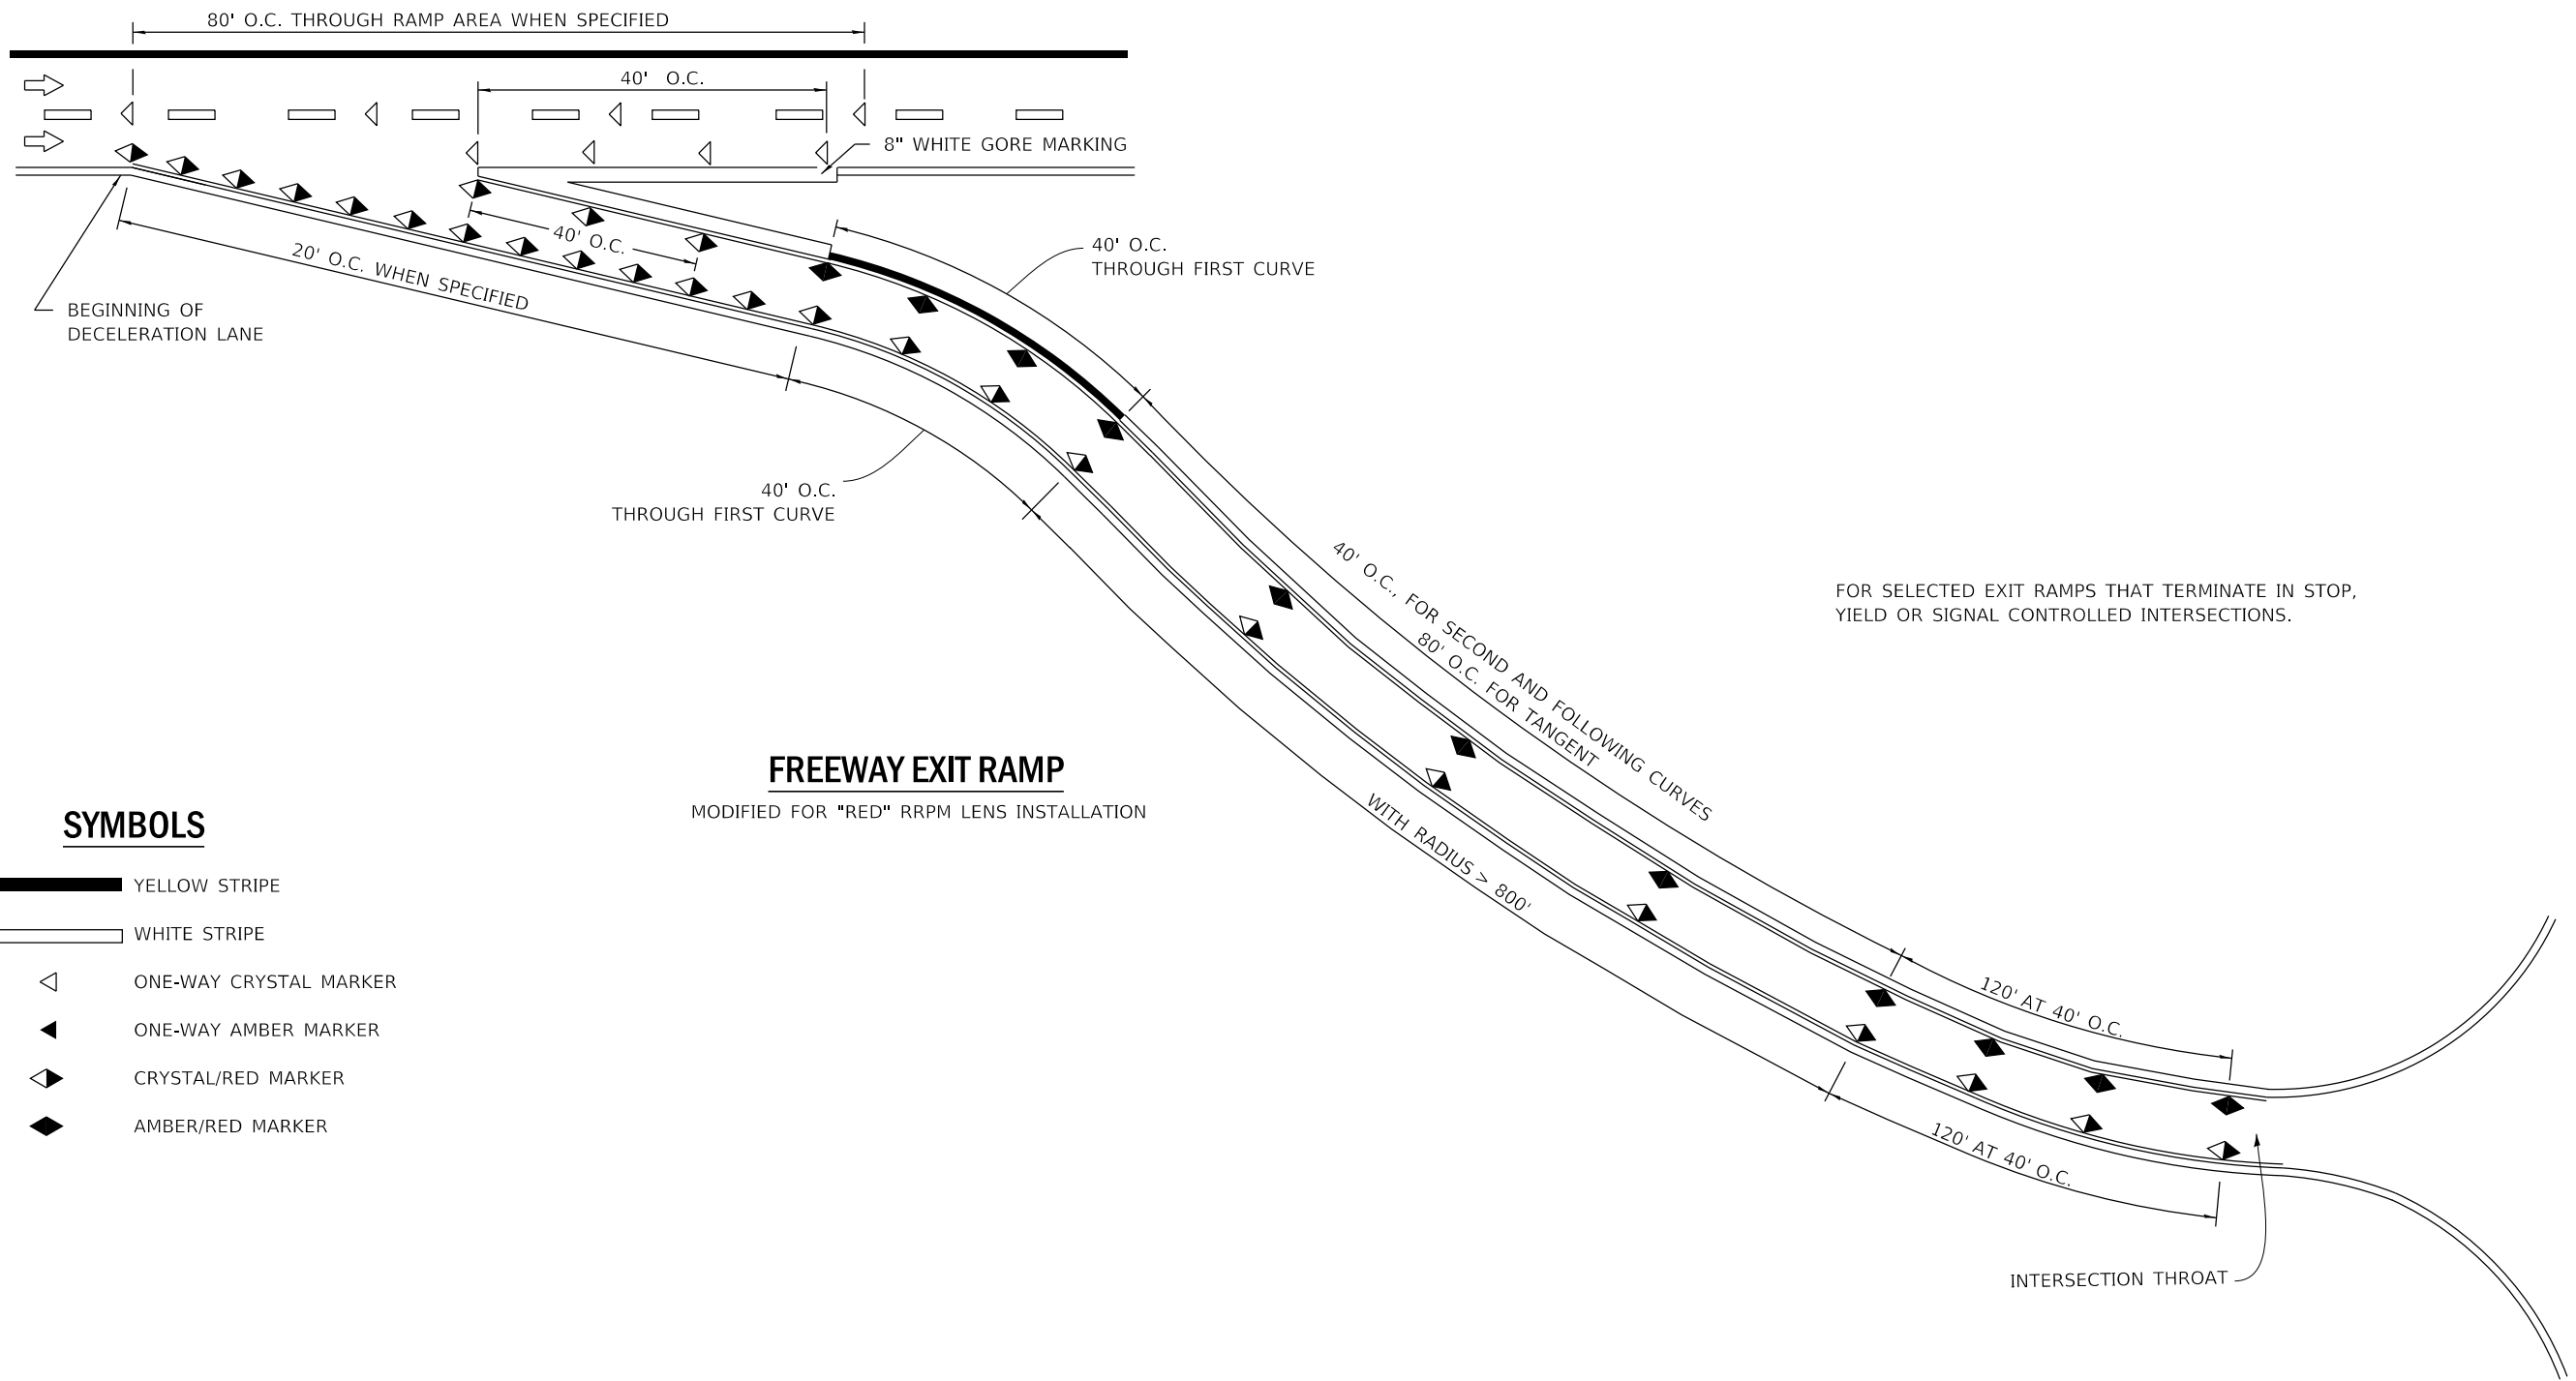 80' O.C. THROUGH RAMP AREA WHEN SPECIFIED
40' O.C.
8" WHITE GORE MARKING
40' O.C.
20' O.C. WHEN SPECIFIED
40' O.C.
THROUGH FIRST CURVE
BEGINNING OF
DECELERATION LANE
40' O.C.
THROUGH FIRST CURVE
40' O.C., FOR SECOND AND FOLLOWING CURVES
80' O.C. FOR TANGENT
FOR SELECTED EXIT RAMPS THAT TERMINATE IN STOP,
YIELD OR SIGNAL CONTROLLED INTERSECTIONS.
FREEWAY EXIT RAMP
MODIFIED FOR "RED" RRPM LENS INSTALLATION
WITH RADIUS > 800'
SYMBOLS
YELLOW STRIPE
WHITE STRIPE
ONE-WAY CRYSTAL MARKER
ONE-WAY AMBER MARKER
CRYSTAL/RED MARKER
AMBER/RED MARKER
120' AT 40' O.C.
120' AT 40' O.C.
INTERSECTION THROAT